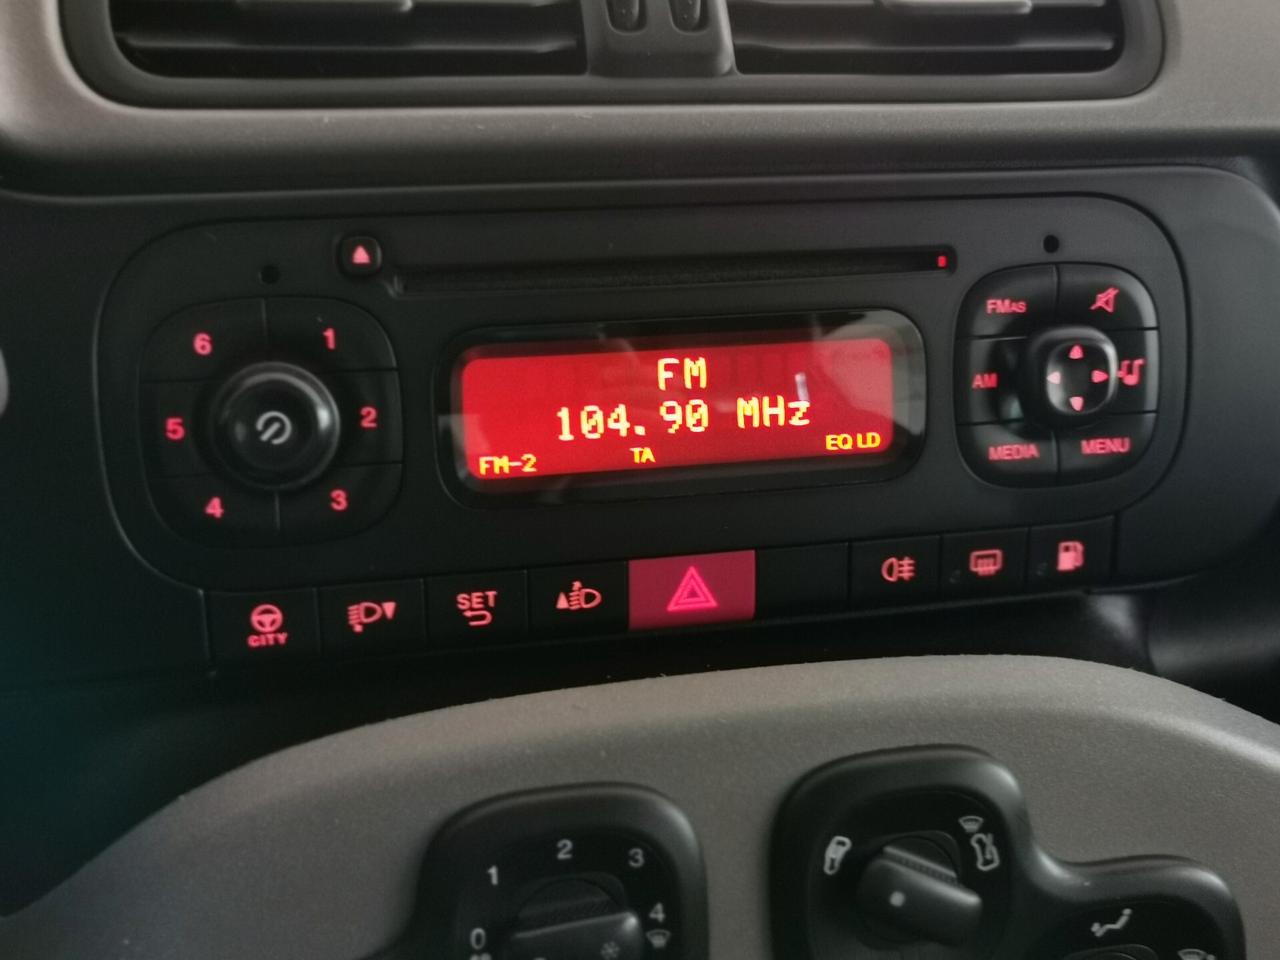 6
1
5
2
4
3
FM
104.90 MHz
FM-2 TA EQ LD
FMAS
AM
MEDIA
MENU
CITY
SET
1
2
3
4
0